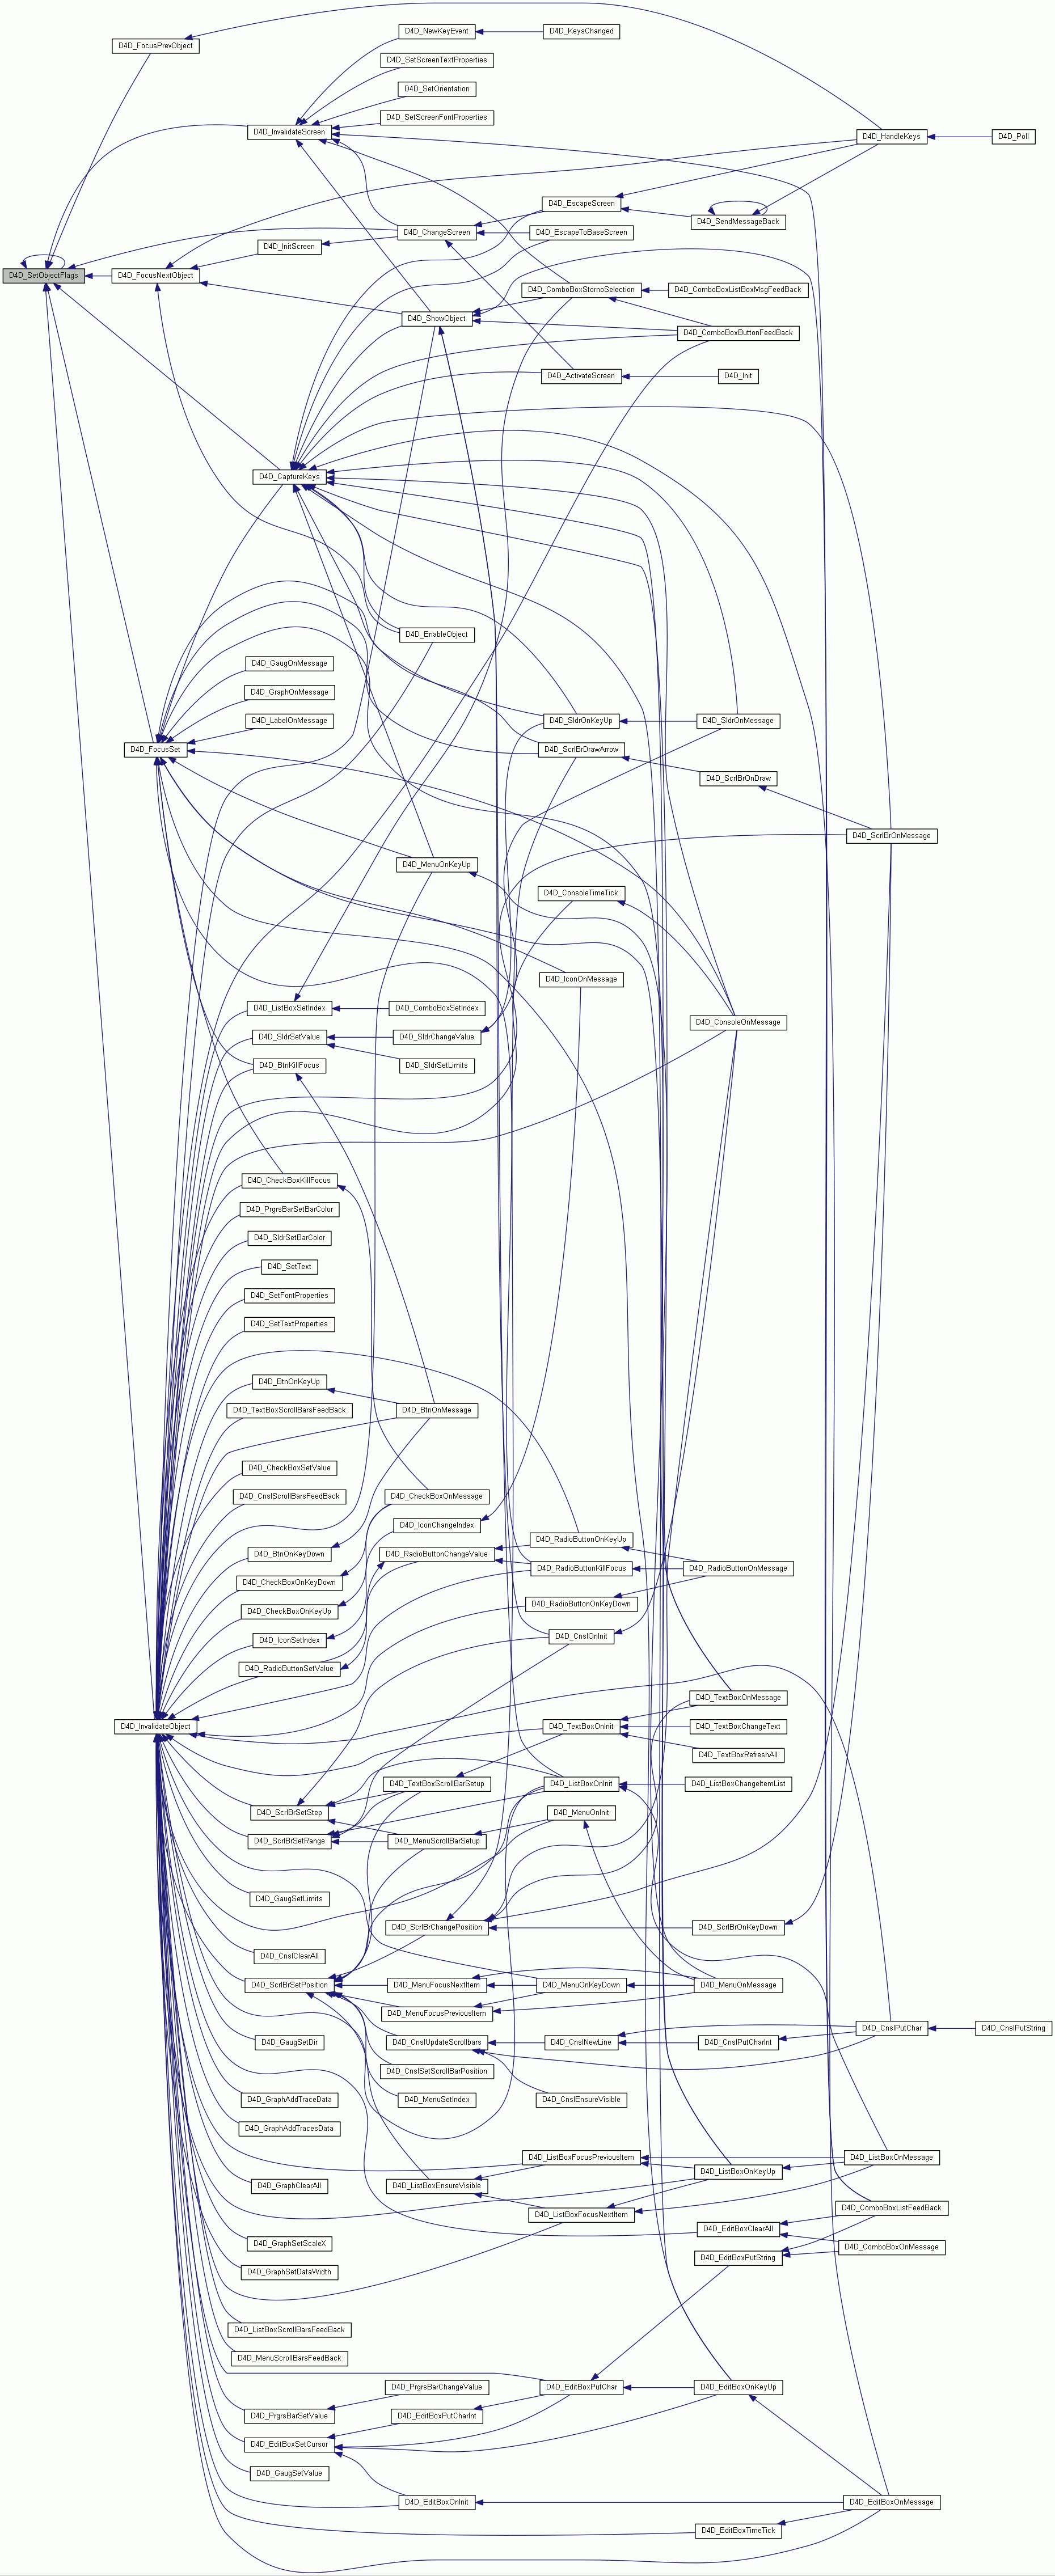 D4D_NewKeyEvent
D4D_KeysChanged
D4D_FocusPrevObject
D4D_SetScreenTextProperties
D4D_SetOrientation
D4D_SetScreenFontProperties
D4D_InvalidateScreen
D4D_HandleKeys
D4D_Poll
D4D_EscapeScreen
D4D_SendMessageBack
D4D_ChangeScreen
D4D_EscapeToBaseScreen
D4D_InitScreen
D4D_SetObjectFlags
D4D_FocusNextObject
D4D_ComboBoxStornoSelection
D4D_ComboBoxListBoxMsgFeedBack
D4D_ShowObject
D4D_ComboBoxButtonFeedBack
D4D_ActivateScreen
D4D_Init
D4D_CaptureKeys
D4D_EnableObject
D4D_GaugOnMessage
D4D_GraphOnMessage
D4D_LabelOnMessage
D4D_SldrOnKeyUp
D4D_SldrOnMessage
D4D_FocusSet
D4D_ScrlBrDrawArrow
D4D_ScrlBrOnDraw
D4D_ScrlBrOnMessage
D4D_MenuOnKeyUp
D4D_ConsoleTimeTick
D4D_IconOnMessage
D4D_ListBoxSetIndex
D4D_ComboBoxSetIndex
D4D_ConsoleOnMessage
D4D_SldrSetValue
D4D_SldrChangeValue
D4D_BtnKillFocus
D4D_SldrSetLimits
D4D_CheckBoxKillFocus
D4D_PrgrsBarSetBarColor
D4D_SldrSetBarColor
D4D_SetText
D4D_SetFontProperties
D4D_SetTextProperties
D4D_BtnOnKeyUp
D4D_TextBoxScrollBarsFeedBack
D4D_BtnOnMessage
D4D_CheckBoxSetValue
D4D_CnslScrollBarsFeedBack
D4D_CheckBoxOnMessage
D4D_IconChangeIndex
D4D_RadioButtonOnKeyUp
D4D_BtnOnKeyDown
D4D_RadioButtonChangeValue
D4D_RadioButtonKillFocus
D4D_RadioButtonOnMessage
D4D_CheckBoxOnKeyDown
D4D_RadioButtonOnKeyDown
D4D_CheckBoxOnKeyUp
D4D_IconSetIndex
D4D_CnslOnInit
D4D_RadioButtonSetValue
D4D_TextBoxOnMessage
D4D_InvalidateObject
D4D_TextBoxOnInit
D4D_TextBoxChangeText
D4D_TextBoxRefreshAll
D4D_TextBoxScrollBarSetup
D4D_ListBoxOnInit
D4D_ListBoxChangeItemList
D4D_ScrlBrSetStep
D4D_MenuOnInit
D4D_ScrlBrSetRange
D4D_MenuScrollBarSetup
D4D_GaugSetLimits
D4D_ScrlBrChangePosition
D4D_ScrlBrOnKeyDown
D4D_CnslClearAll
D4D_ScrlBrSetPosition
D4D_MenuFocusNextItem
D4D_MenuOnKeyDown
D4D_MenuOnMessage
D4D_MenuFocusPreviousItem
D4D_CnslPutChar
D4D_CnslPutString
D4D_GaugSetDir
D4D_CnslUpdateScrollbars
D4D_CnslNewLine
D4D_CnslPutCharInt
D4D_CnslSetScrollBarPosition
D4D_GraphAddTraceData
D4D_MenuSetIndex
D4D_CnslEnsureVisible
D4D_GraphAddTracesData
D4D_ListBoxFocusPreviousItem
D4D_ListBoxOnMessage
D4D_ListBoxOnKeyUp
D4D_GraphClearAll
D4D_ListBoxEnsureVisible
D4D_ComboBoxListFeedBack
D4D_ListBoxFocusNextItem
D4D_EditBoxClearAll
D4D_GraphSetScaleX
D4D_ComboBoxOnMessage
D4D_EditBoxPutString
D4D_GraphSetDataWidth
D4D_ListBoxScrollBarsFeedBack
D4D_MenuScrollBarsFeedBack
D4D_PrgrsBarChangeValue
D4D_EditBoxPutChar
D4D_EditBoxOnKeyUp
D4D_PrgrsBarSetValue
D4D_EditBoxPutCharInt
D4D_EditBoxSetCursor
D4D_GaugSetValue
D4D_EditBoxOnInit
D4D_EditBoxOnMessage
D4D_EditBoxTimeTick